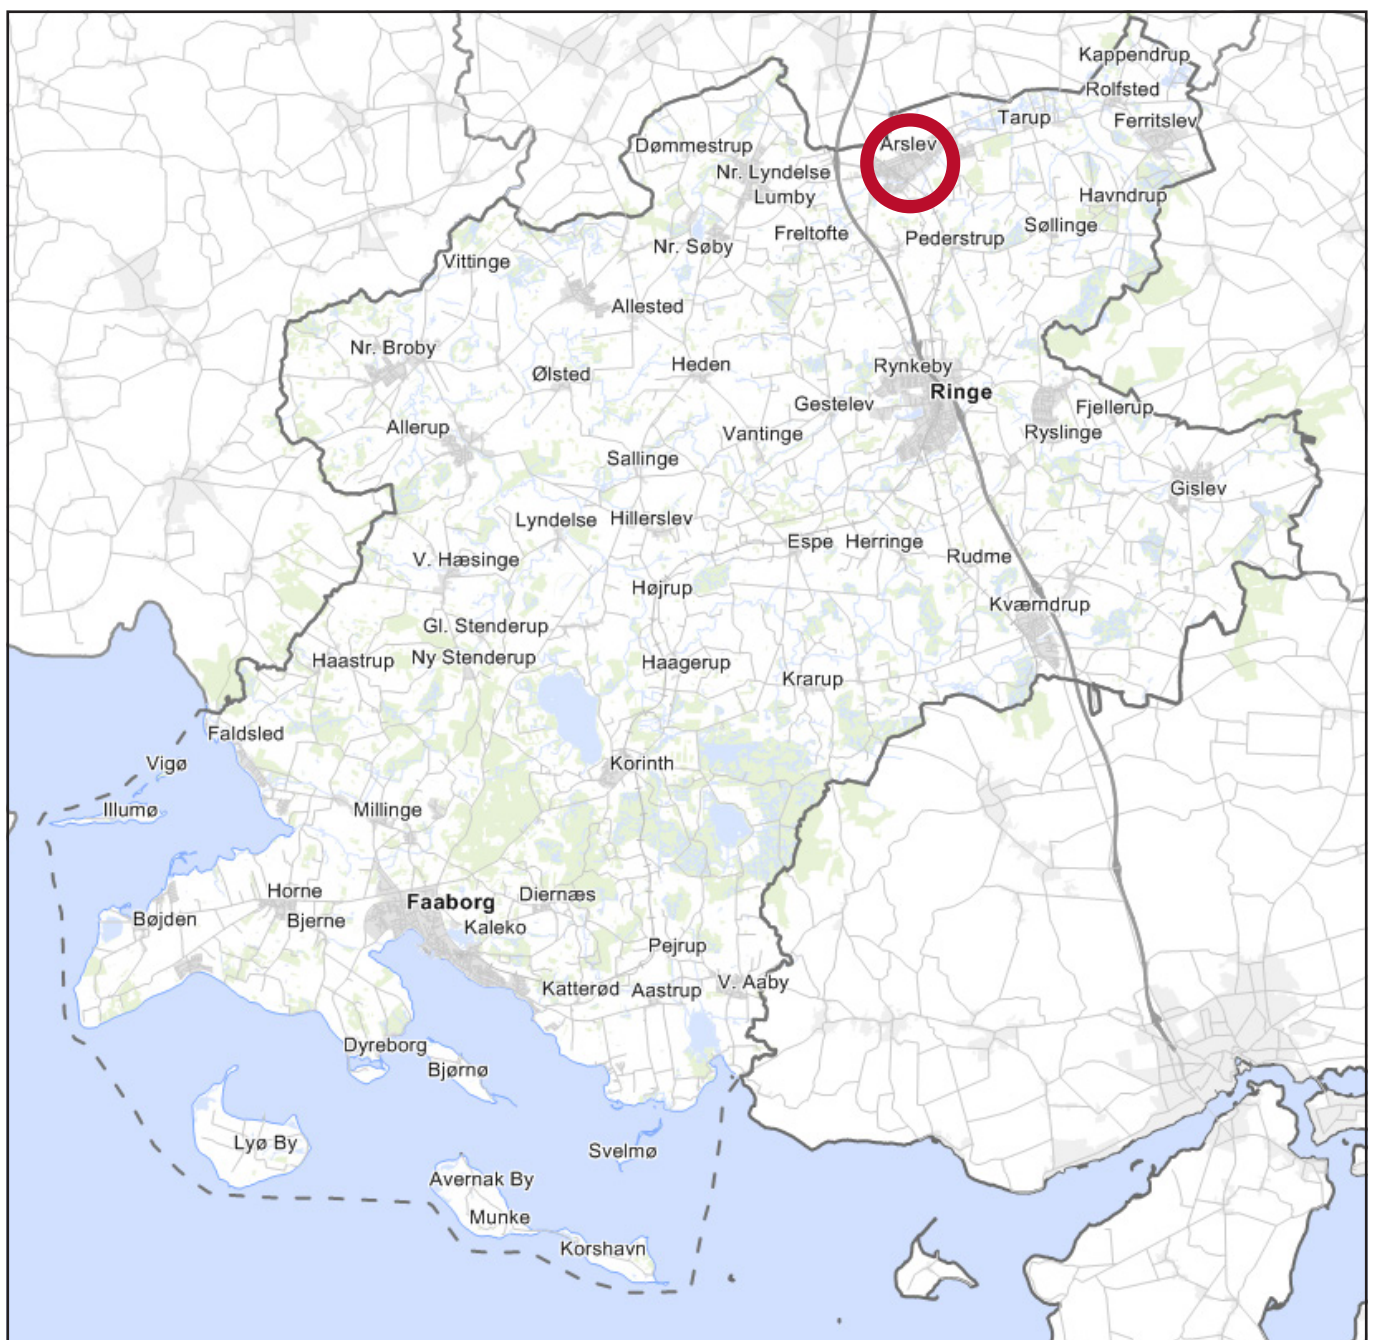 Kappendrup
Rolfsted
Tarup
Ferritslev
Årslev
Dømmestrup
Nr. Lyndelse
Lumby
Havndrup
Søllinge
Freltofte
Pederstrup
Nr. Søby
Vittinge
Allested
Nr. Broby
Ølsted
Heden
Rynkeby
Ringe
Gestelev
Fjellerup
Allerup
Vantinge
Ryslinge
Sallinge
Gislev
Lyndelse
Hillerslev
Espe
Herringe
Rudme
V. Hæsinge
Højrup
Kværndrup
Gl. Stenderup
Haastrup
Ny Stenderup
Haagerup
Krarup
Faldsled
Vigø
Korinth
Illumø
Millinge
Horne
Diernæs
Faaborg
Bøjden
Bjerne
Kaleko
Pejrup
Katterød
Aastrup
V. Aaby
Dyreborg
Bjørnø
Lyø By
Svelmø
Avernak By
Munke
Korshavn